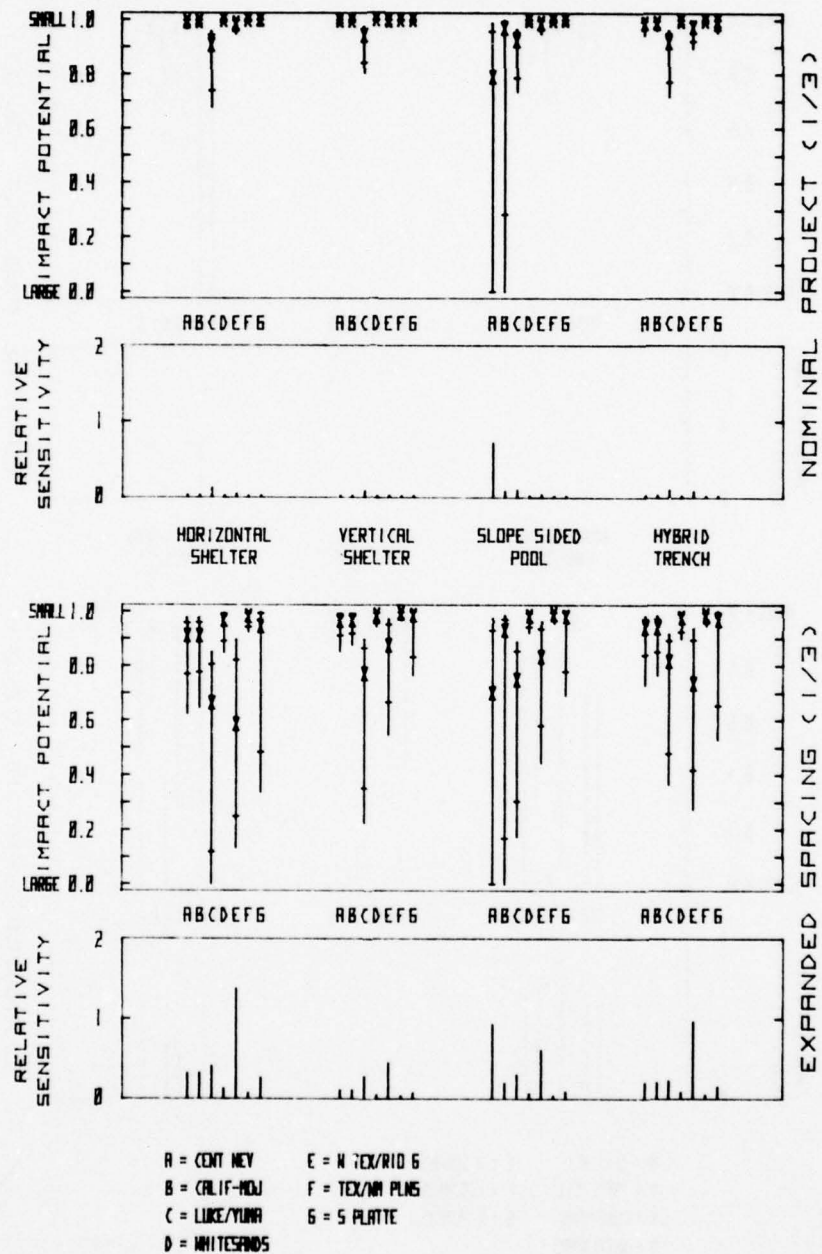 SMALL 1.0
0.8
0.6
0.4
0.2
LARGE 0.0
IMPACT POTENTIAL
ABCDEFG ABCDEFG ABCDEFG ABCDEFG
2
1
0
RELATIVE
SENSITIVITY
NOMINAL PROJECT (1/3)
HORIZONTAL
SHELTER
VERTICAL
SHELTER
SLOPE SIDED
POOL
HYBRID
TRENCH
SMALL 1.0
0.8
0.6
0.4
0.2
LARGE 0.0
IMPACT POTENTIAL
ABCDEFG ABCDEFG ABCDEFG ABCDEFG
2
1
0
RELATIVE
SENSITIVITY
EXPANDED SPACING (1/3)
A = CENT NEV E = N TEX/RIO G
B = CALIF-MOJ F = TEX/NM PLNS
C = LUKE/YUMA G = S PLATTE
D = WHITESANDS